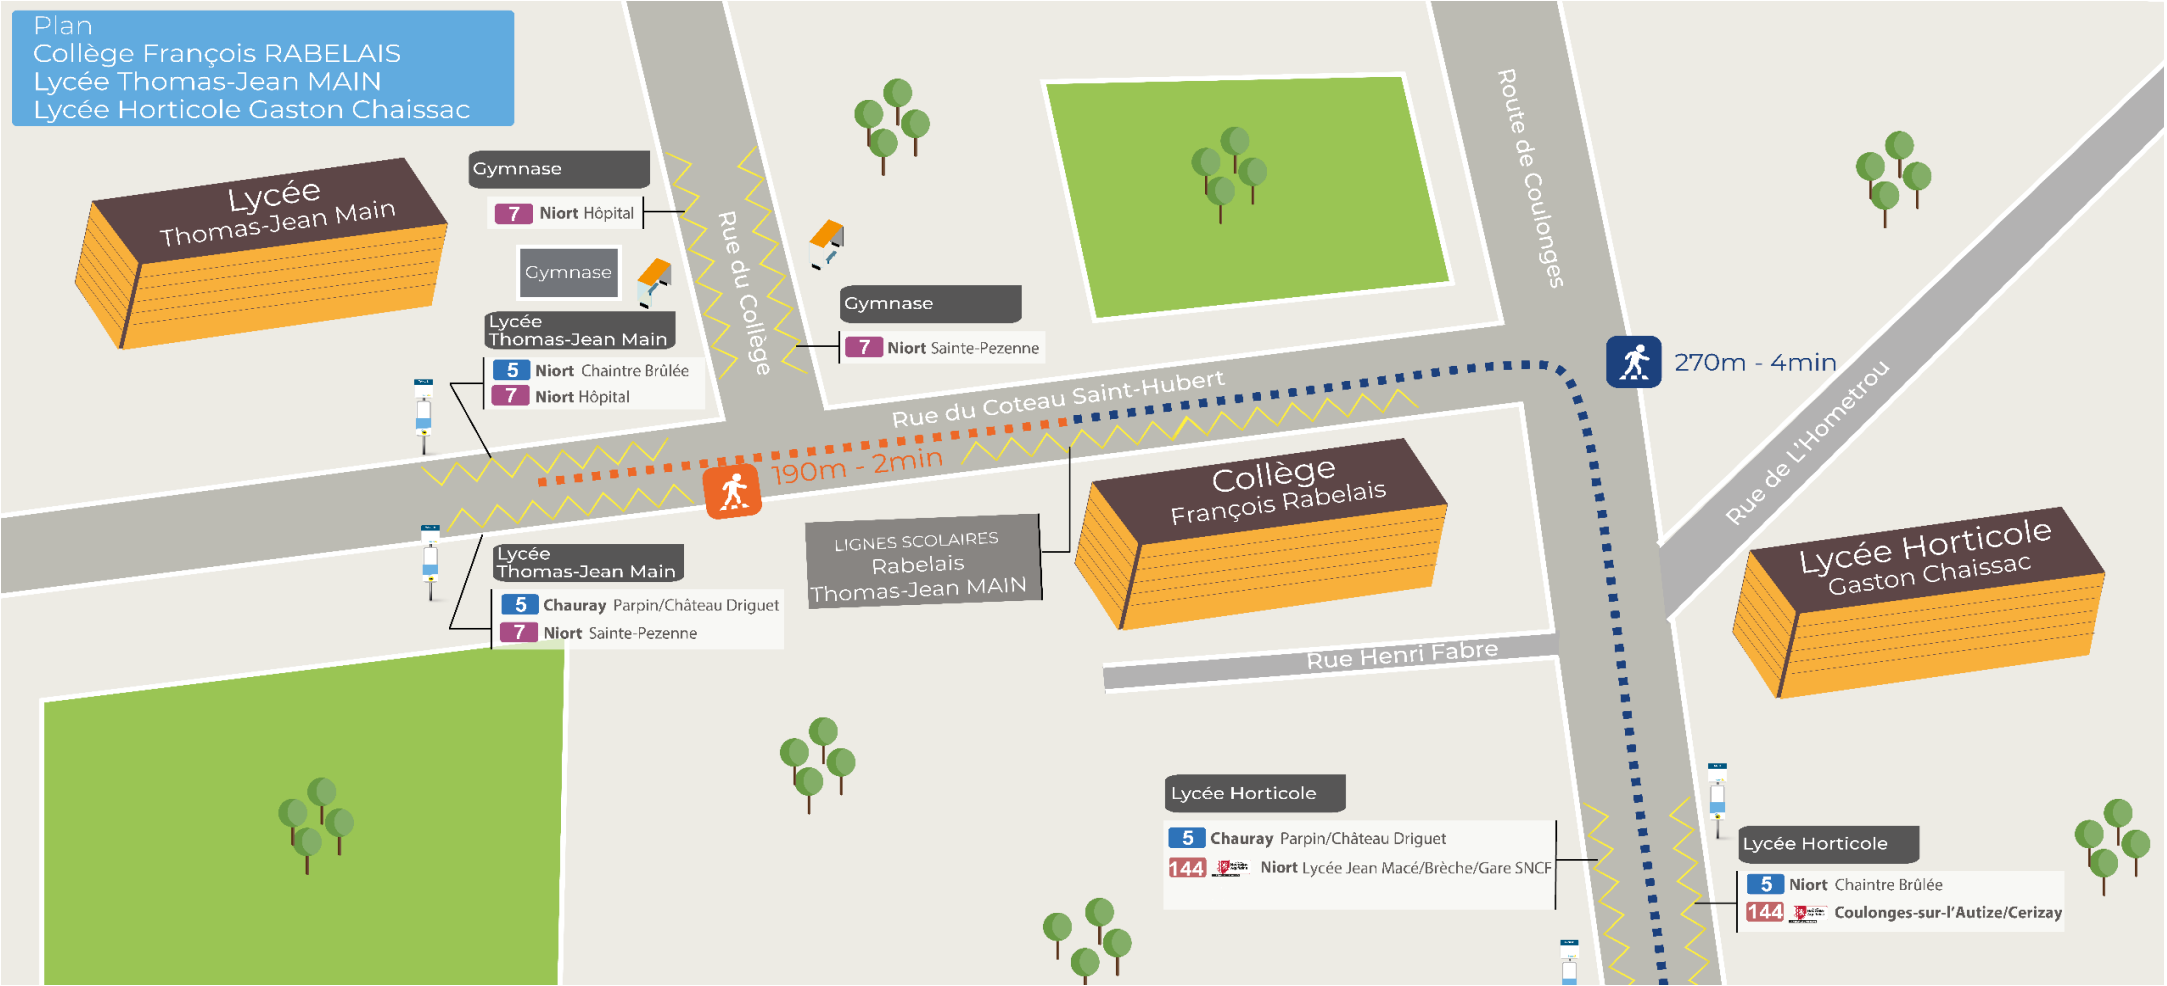 Plan
Collège François RABELAIS
Lycée Thomas-Jean MAIN
Lycée Horticole Gaston Chaissac
Lycée
Thomas-Jean Main
Gymnase
7 Niort Hôpital
Gymnase
Lycée
Thomas-Jean Main
5 Niort Chaintre Brûlée
7 Niort Hôpital
Rue du Collège
Gymnase
7 Niort Sainte-Pezenne
Route de Coulonges
270m - 4min
Rue de L'Hometrou
Rue du Coteau Saint-Hubert
190m - 2min
Collège
François Rabelais
LIGNES SCOLAIRES
Rabelais
Thomas-Jean MAIN
Lycée
Thomas-Jean Main
5 Chauray Parpin/Château Driguet
7 Niort Sainte-Pezenne
Lycée Horticole
Gaston Chaissac
Rue Henri Fabre
Lycée Horticole
5 Chauray Parpin/Château Driguet
144 Niort Lycée Jean Macé/Brèche/Gare SNCF
Lycée Horticole
5 Niort Chaintre Brûlée
144 Coulonges-sur-l'Autize/Cerizay